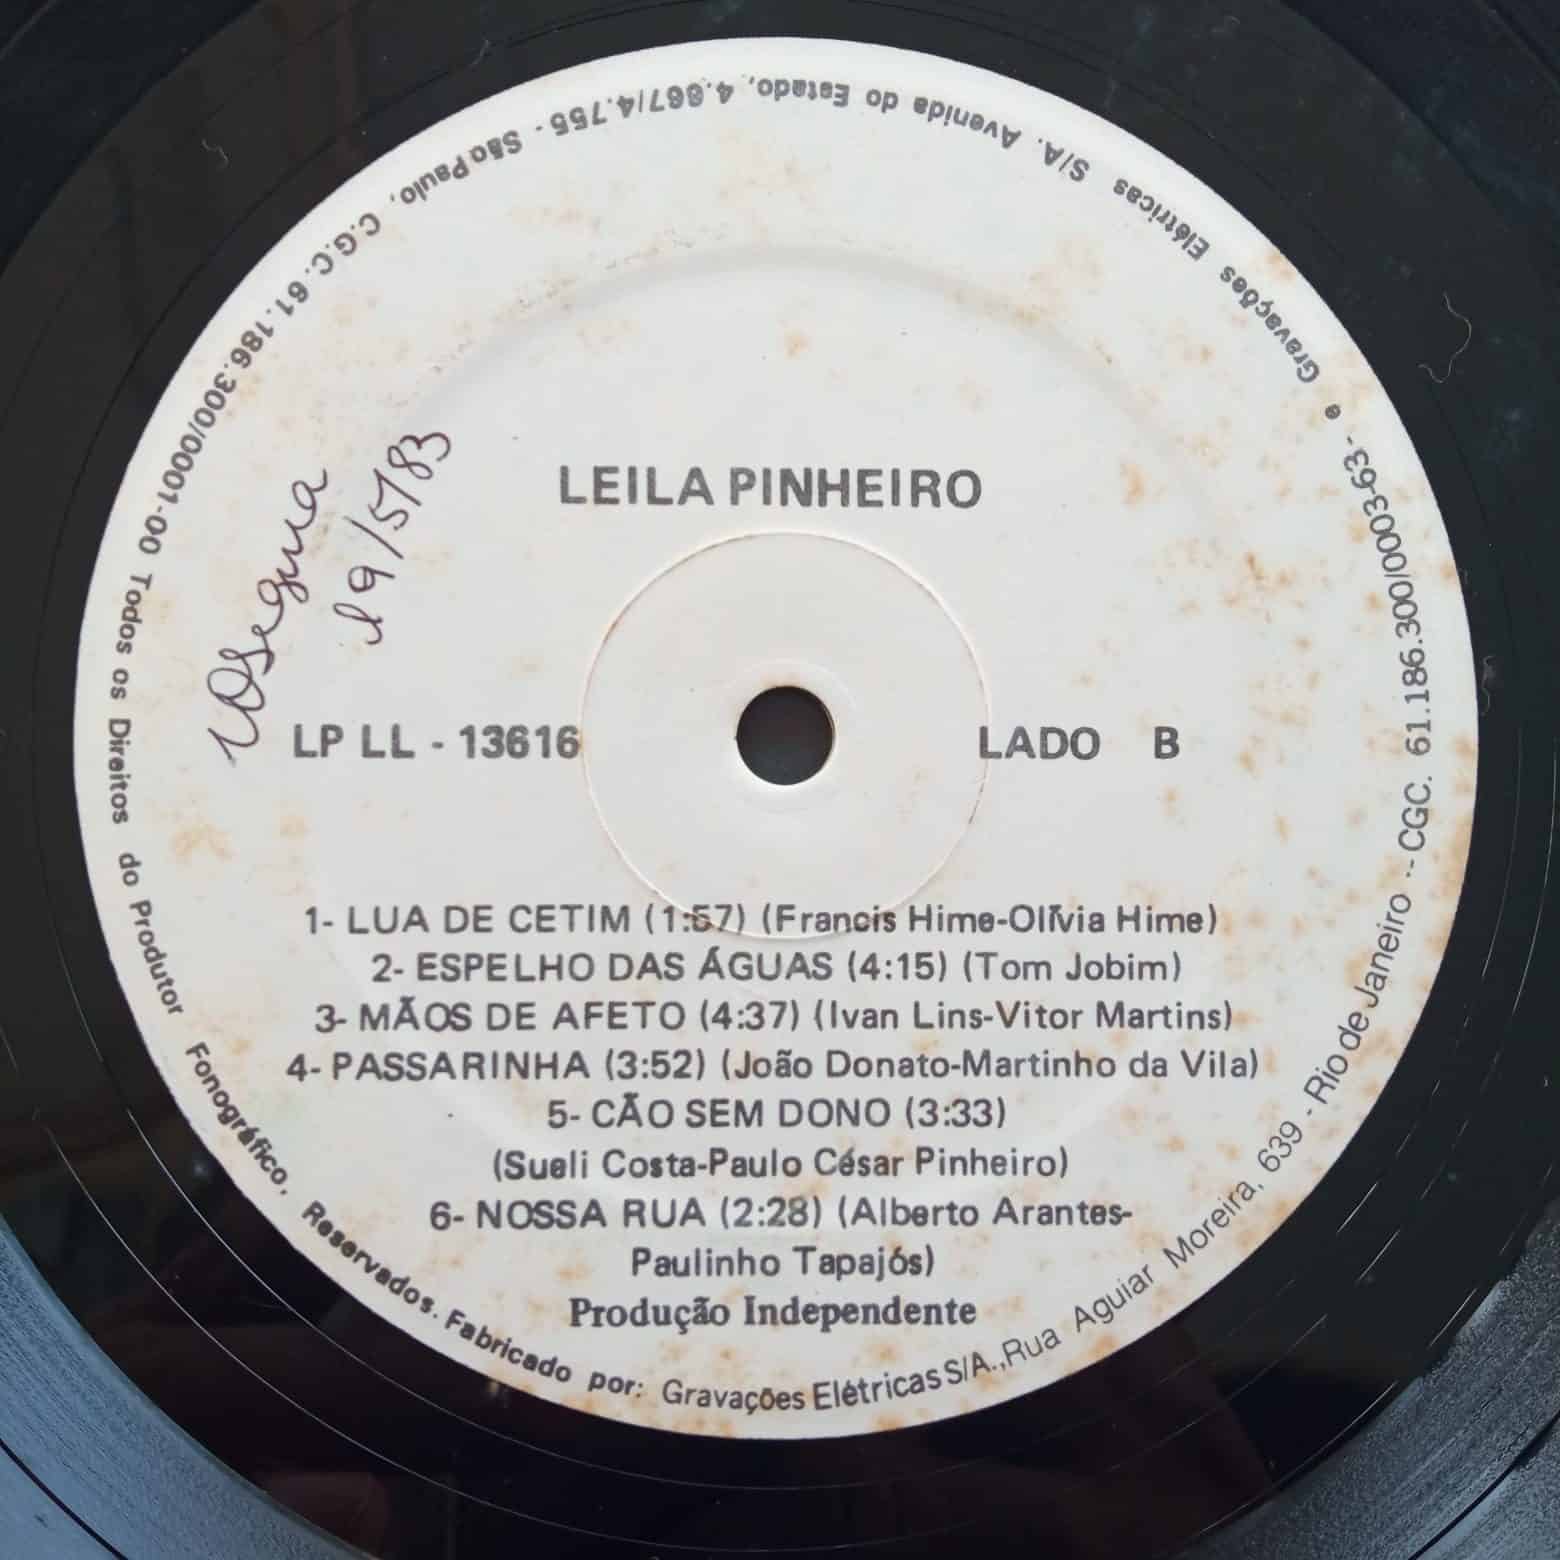 LEILA PINHEIRO
19/5/83
LP LL - 13616
LADO B
1- LUA DE CETIM (1:57) (Francis Hime-Olívia Hime)
2- ESPELHO DAS ÁGUAS (4:15) (Tom Jobim)
3- MÃOS DE AFETO (4:37) (Ivan Lins-Vitor Martins)
4- PASSARINHA (3:52) (João Donato-Martinho da Vila)
5- CÃO SEM DONO (3:33)
(Sueli Costa-Paulo César Pinheiro)
6- NOSSA RUA (2:28) (Alberto Arantes-
Paulinho Tapajós)
Produção Independente
Todos os Direitos do Produtor Fonográfico, Reservados. Fabricado por: Gravações Elétricas S/A.,Rua Aguiar Moreira, 639 - Rio de Janeiro -- CGC. 61.186.300/0003-63- e Gravações Elétricas S/A. Avenida do Estado, 4.667/4.755 - São Paulo, C.G.C. 61.186.300/0001-00